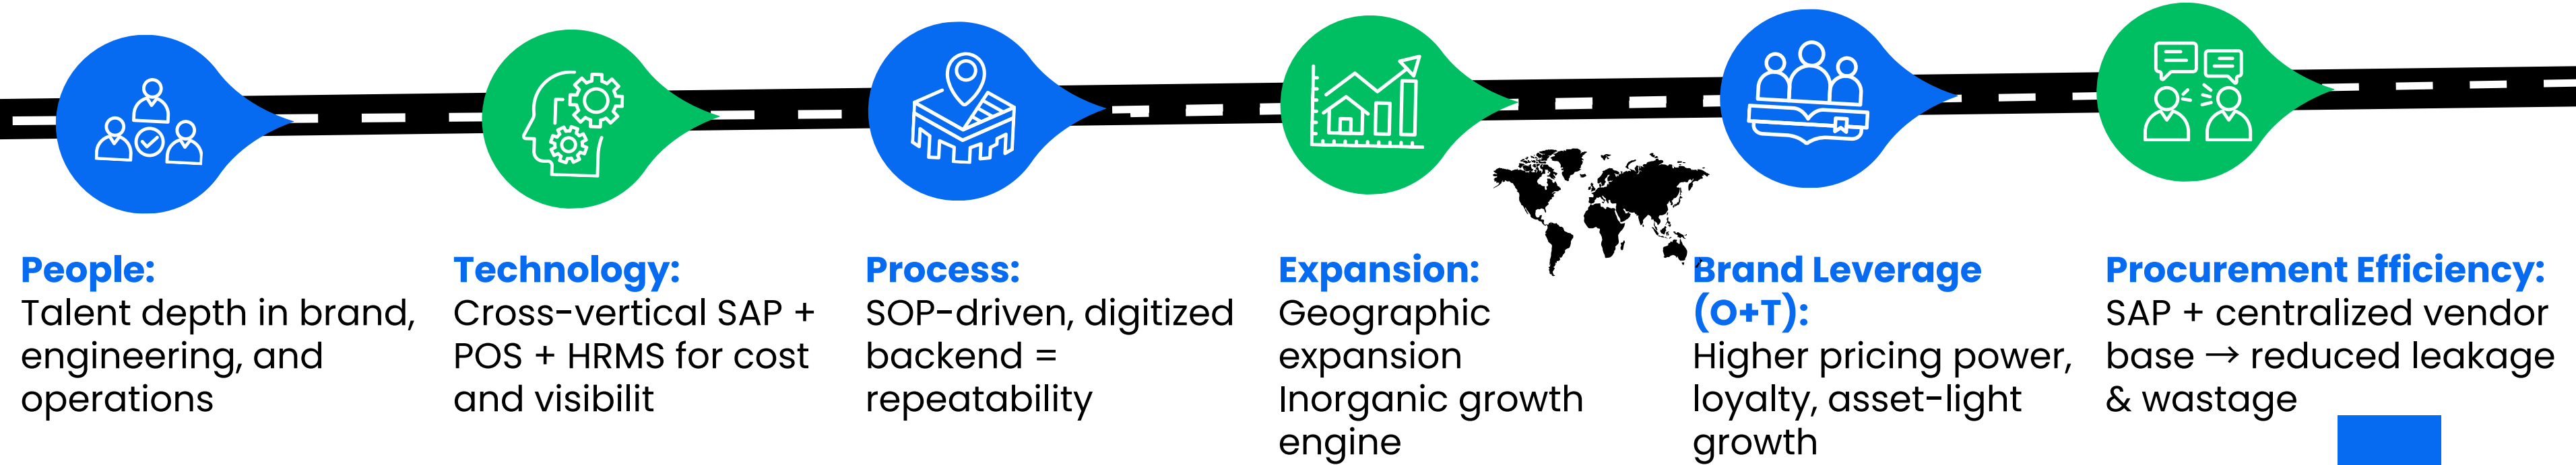 People:
Talent depth in brand,
engineering, and
operations
Technology:
Cross-vertical SAP +
POS + HRMS for cost
and visibilit
Process:
SOP-driven, digitized
backend =
repeatability
Expansion:
Geographic
expansion
Inorganic growth
engine
Brand Leverage
(O+T):
Higher pricing power,
loyalty, asset-light
growth
Procurement Efficiency:
SAP + centralized vendor
base → reduced leakage
& wastage